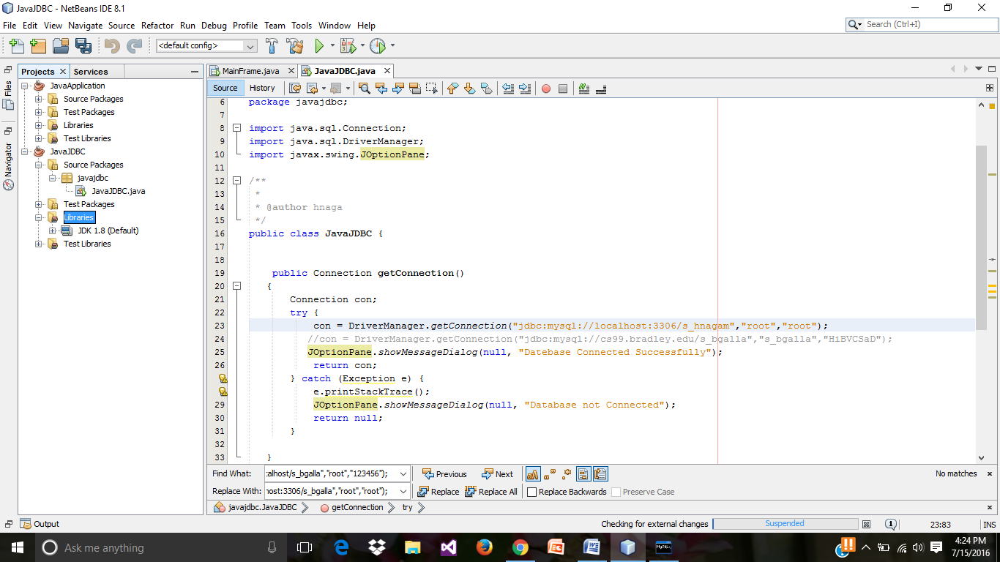 JavaJDBC - NetBeans IDE 8.1
File Edit View Navigate Source Refactor Run Debug Profile Team Tools Window Help
Search (Ctrl+I)
<default config>
Files
Navigator
Projects Services
JavaApplication
Source Packages
Test Packages
Libraries
Test Libraries
JavaJDBC
Source Packages
javajdbc
JavaJDBC.java
Test Packages
Libraries
JDK 1.8 (Default)
Test Libraries
MainFrame.java JavaJDBC.java
Source History
6 package javajdbc;
7
8 import java.sql.Connection;
9 import java.sql.DriverManager;
10 import javax.swing.JOptionPane;
11
12 /**
13 *
14 * @author hnaga
15 */
16 public class JavaJDBC {
17
18
19 public Connection getConnection()
20 {
21 Connection con;
22 try {
23 con = DriverManager.getConnection("jdbc:mysql://localhost:3306/s_hnagam","root","root");
24 //con = DriverManager.getConnection("jdbc:mysql://cs99.bradley.edu/s_bgalla","s_bgalla","HiBVCSaD");
25 JOptionPane.showMessageDialog(null, "Datebase Connected Successfully");
26 return con;
} catch (Exception e) {
e.printStackTrace();
29 JOptionPane.showMessageDialog(null, "Database not Connected");
30 return null;
31 }
32
33 }
Find What: :alhost/s_bgalla","root","123456"); Previous Next No matches
Replace With: host:3306/s_bgalla","root","root"); Replace Replace All Replace Backwards Preserve Case
javajdbc.JavaJDBC getConnection try
Output
Checking for external changes Suspended 1 23:83 INS
Ask me anything
MySQL
4:24 PM
7/15/2016